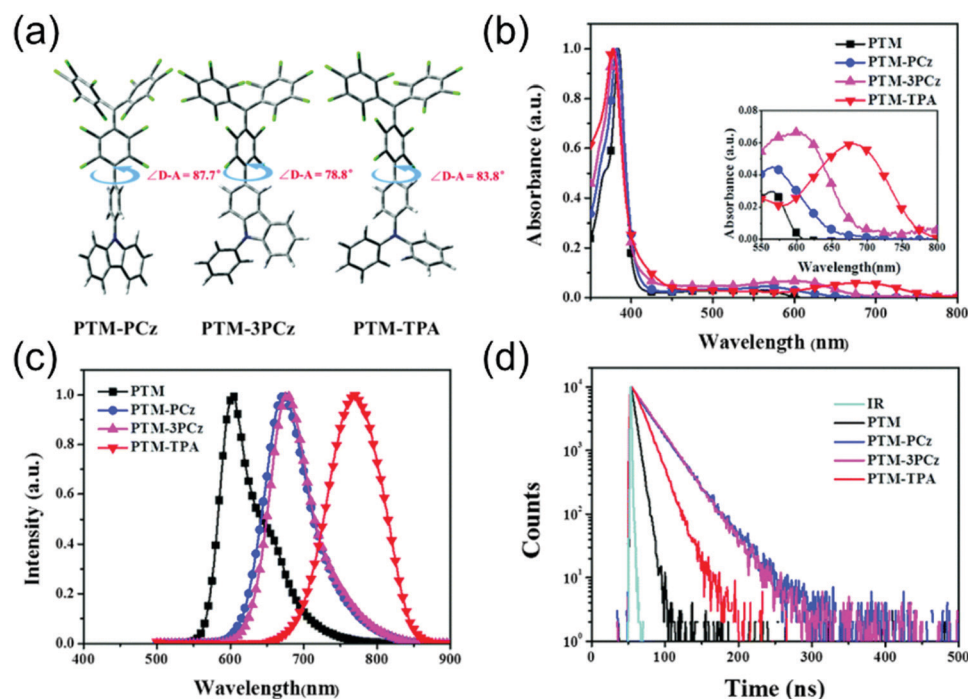 (a)
∠D-A = 87.7°
∠D-A = 78.8°
∠D-A = 83.8°
PTM-PCz
PTM-3PCz
PTM-TPA
(b)
Absorbance (a.u.)
1.0
0.8
0.6
0.4
0.2
0.0
400
500
600
700
800
Wavelength (nm)
PTM
PTM-PCz
PTM-3PCz
PTM-TPA
Absorbance (a.u.)
0.08
0.06
0.04
0.02
0.00
550
600
650
700
750
800
Wavelength(nm)
(c)
Intensity (a.u.)
1.0
0.8
0.6
0.4
0.2
0.0
400
500
600
700
800
900
Wavelength(nm)
PTM
PTM-PCz
PTM-3PCz
PTM-TPA
(d)
Counts
10⁴
10³
10²
10¹
10⁰
0
100
200
300
400
500
Time (ns)
IR
PTM
PTM-PCz
PTM-3PCz
PTM-TPA